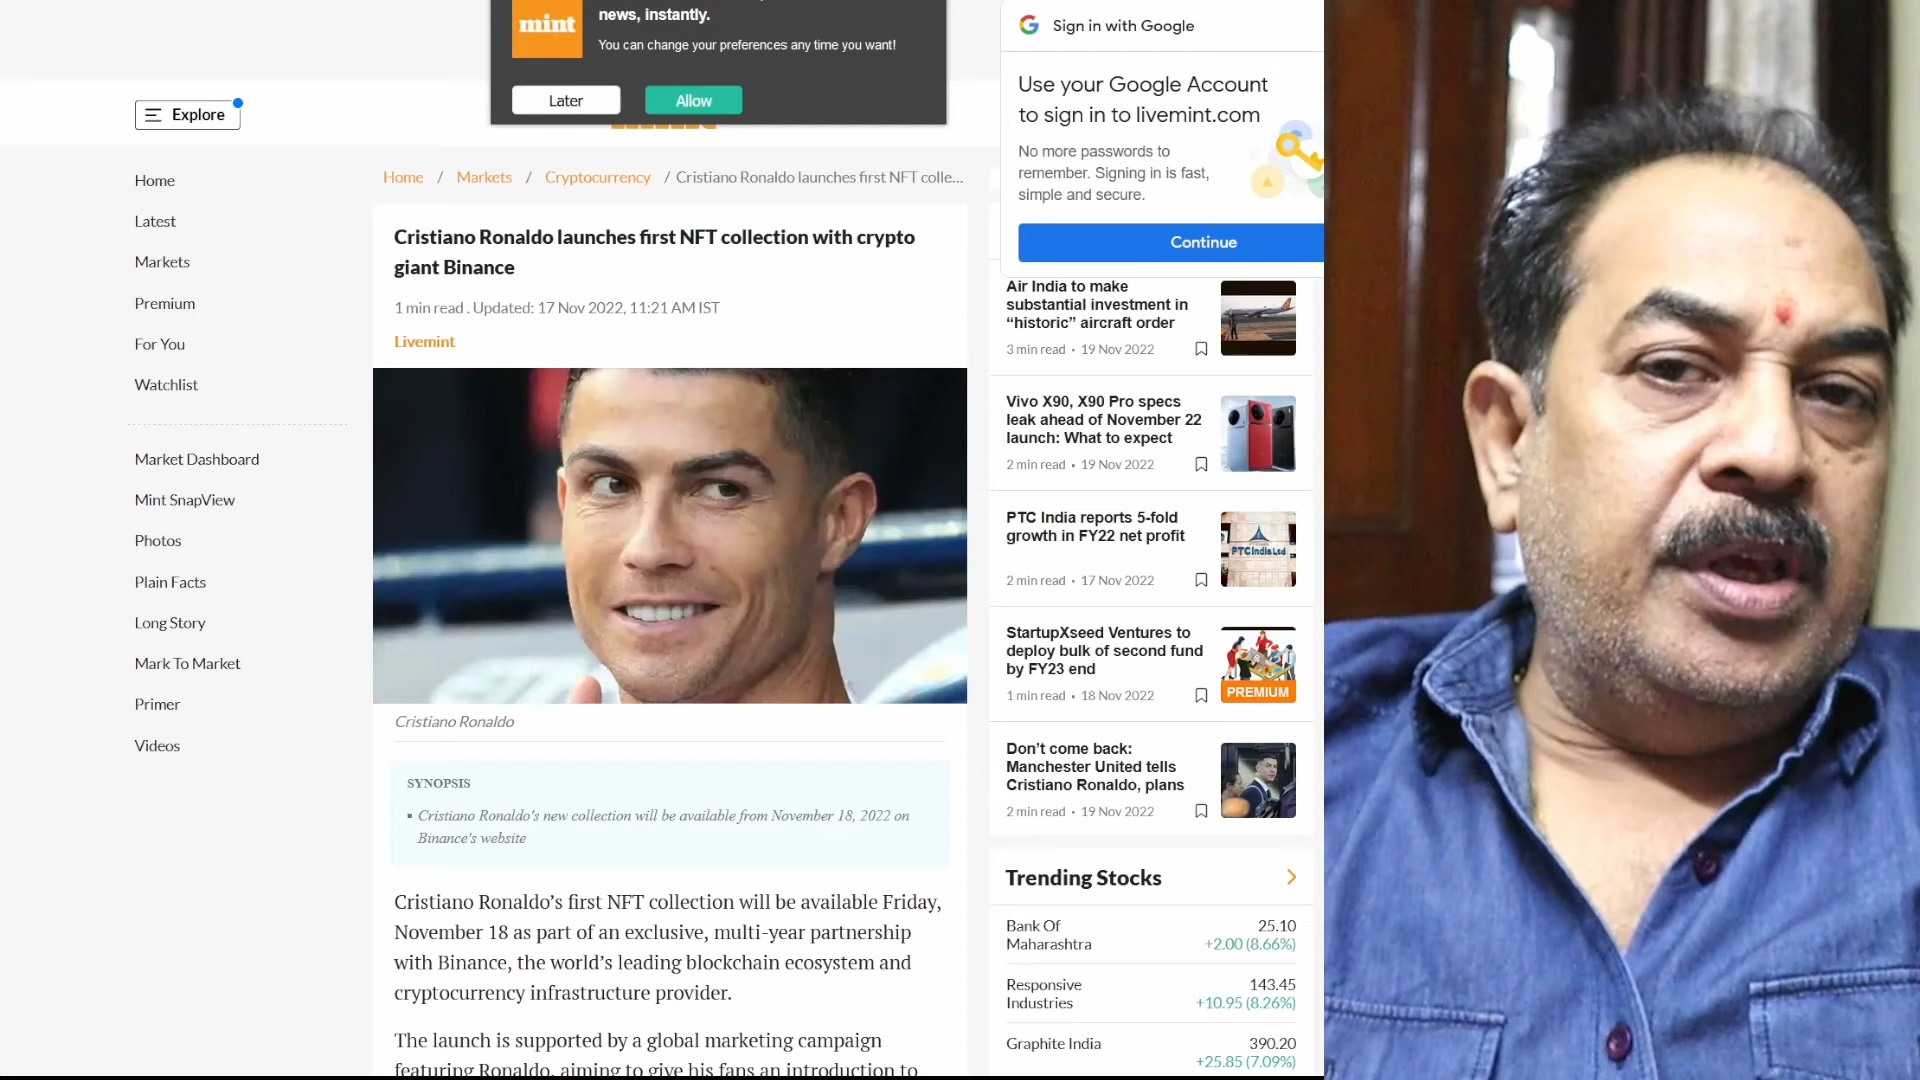 news, instantly.
mint
You can change your preferences any time you want!
Later
Allow
Sign in with Google
Use your Google Account
to sign in to livemint.com
No more passwords to
remember. Signing in is fast,
simple and secure.
Continue
Explore
Home
Latest
Markets
Premium
For You
Watchlist
Market Dashboard
Mint SnapView
Photos
Plain Facts
Long Story
Mark To Market
Primer
Videos
Home / Markets / Cryptocurrency / Cristiano Ronaldo launches first NFT colle...
Cristiano Ronaldo launches first NFT collection with crypto
giant Binance
1 min read . Updated: 17 Nov 2022, 11:21 AM IST
Livemint
Cristiano Ronaldo
SYNOPSIS
▪ Cristiano Ronaldo's new collection will be available from November 18, 2022 on
Binance's website
Cristiano Ronaldo’s first NFT collection will be available Friday,
November 18 as part of an exclusive, multi-year partnership
with Binance, the world’s leading blockchain ecosystem and
cryptocurrency infrastructure provider.
The launch is supported by a global marketing campaign
featuring Ronaldo, aiming to give his fans an introduction to
Air India to make
substantial investment in
“historic” aircraft order
3 min read • 19 Nov 2022
Vivo X90, X90 Pro specs
leak ahead of November 22
launch: What to expect
2 min read • 19 Nov 2022
PTC India reports 5-fold
growth in FY22 net profit
PTC India Ltd
2 min read • 17 Nov 2022
StartupXseed Ventures to
deploy bulk of second fund
by FY23 end
1 min read • 18 Nov 2022
PREMIUM
Don’t come back:
Manchester United tells
Cristiano Ronaldo, plans
2 min read • 19 Nov 2022
Trending Stocks
Bank Of
Maharashtra
25.10
+2.00 (8.66%)
Responsive
Industries
143.45
+10.95 (8.26%)
Graphite India
390.20
+25.85 (7.09%)